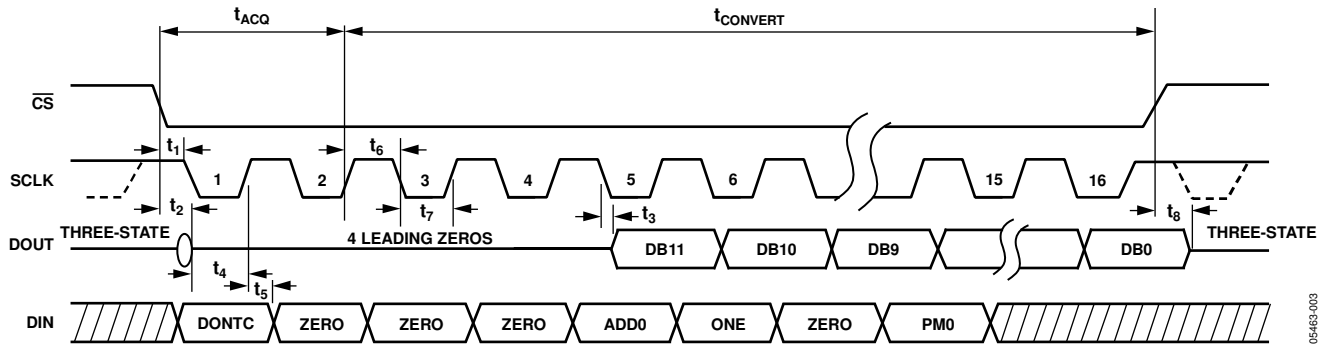 tACQ tCONVERT
CS
t1 t6
SCLK 1 2 3 4 5 6 15 16
t2 t7 t3 t8
DOUT THREE-STATE 4 LEADING ZEROS DB11 DB10 DB9 DB0 THREE-STATE
t4 t5
DIN DONTC ZERO ZERO ZERO ADD0 ONE ZERO PM0
05463-003